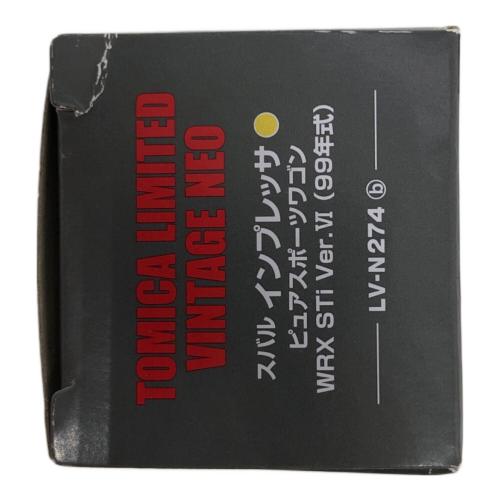 TOMICA LIMITED
VINTAGE NEO
スバル インプレッサ
ピュアスポーツワゴン
WRX STi Ver.Ⅵ (99年式)
LV-N274 ⓑ